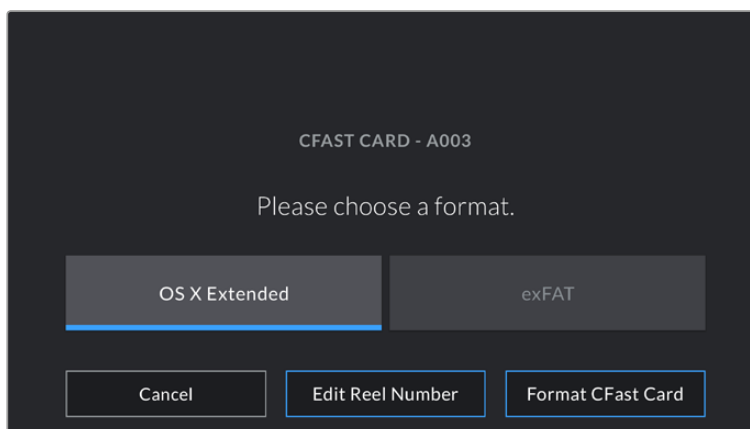 CFAST CARD - A003
Please choose a format.
OS X Extended exFAT
Cancel Edit Reel Number Format CFast Card